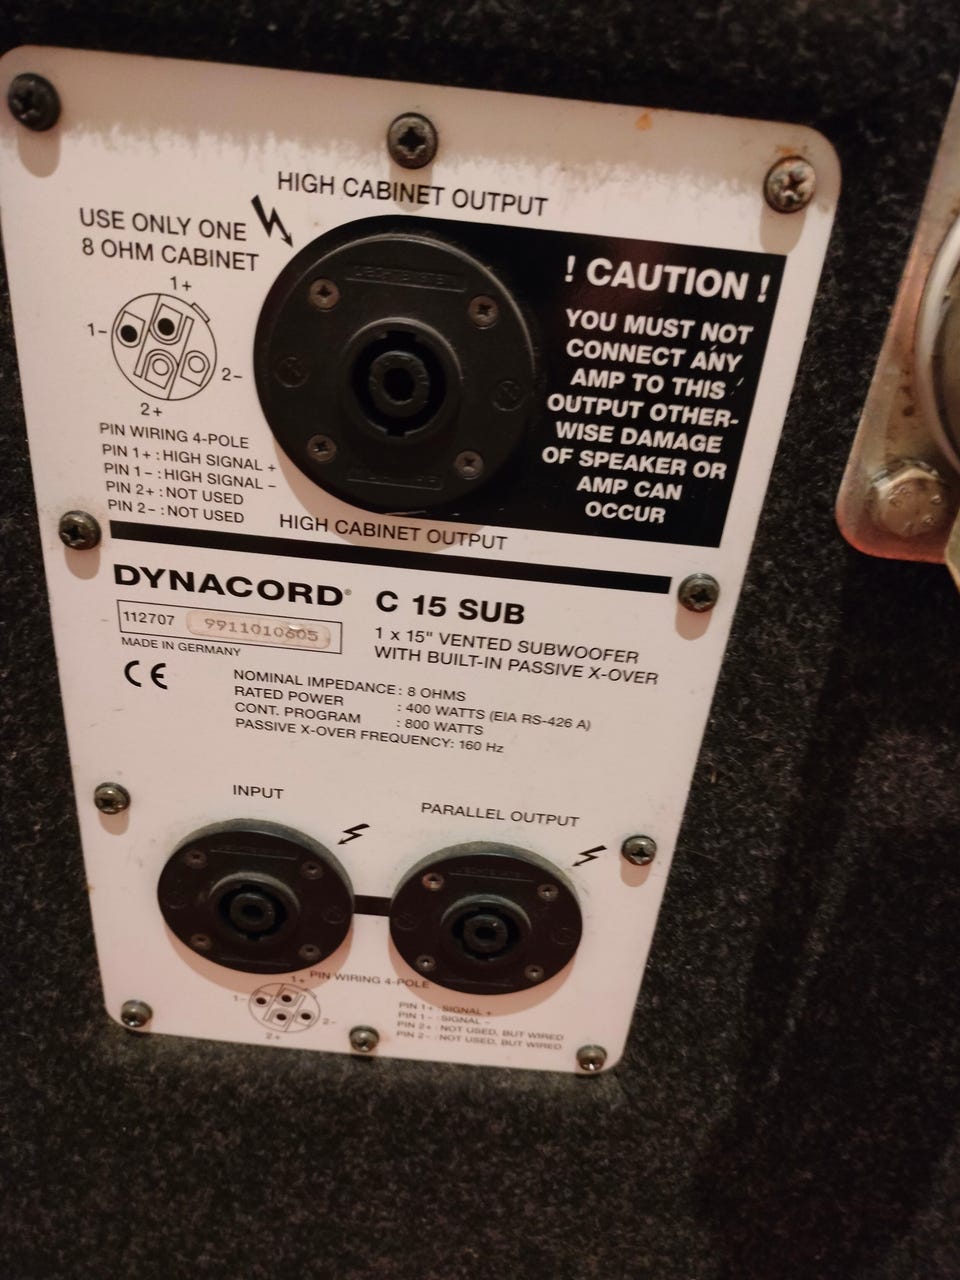 HIGH CABINET OUTPUT
USE ONLY ONE
8 OHM CABINET
1+
1-
2-
2+
PIN WIRING 4-POLE
PIN 1+ : HIGH SIGNAL +
PIN 1- : HIGH SIGNAL -
PIN 2+ : NOT USED
PIN 2- : NOT USED
! CAUTION !
YOU MUST NOT
CONNECT ANY
AMP TO THIS
OUTPUT OTHER-
WISE DAMAGE
OF SPEAKER OR
AMP CAN
OCCUR
HIGH CABINET OUTPUT
DYNACORD®
C 15 SUB
112707 9911010605
MADE IN GERMANY
1 x 15" VENTED SUBWOOFER
WITH BUILT-IN PASSIVE X-OVER
CE
NOMINAL IMPEDANCE : 8 OHMS
RATED POWER : 400 WATTS (EIA RS-426 A)
CONT. PROGRAM : 800 WATTS
PASSIVE X-OVER FREQUENCY: 160 Hz
INPUT
PARALLEL OUTPUT
PIN WIRING 4-POLE
1+
1-
2-
2+
PIN 1+ : SIGNAL +
PIN 1- : SIGNAL -
PIN 2+ : NOT USED, BUT WIRED
PIN 2- : NOT USED, BUT WIRED